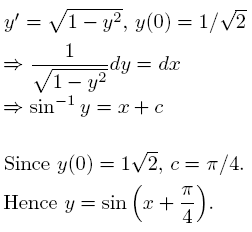 y′ = √(1 − y²), y(0) = 1/√2
⇒ 1/√(1 − y²) dy = dx
⇒ sin⁻¹ y = x + c
Since y(0) = 1√2, c = π/4.
Hence y = sin(x + π/4).